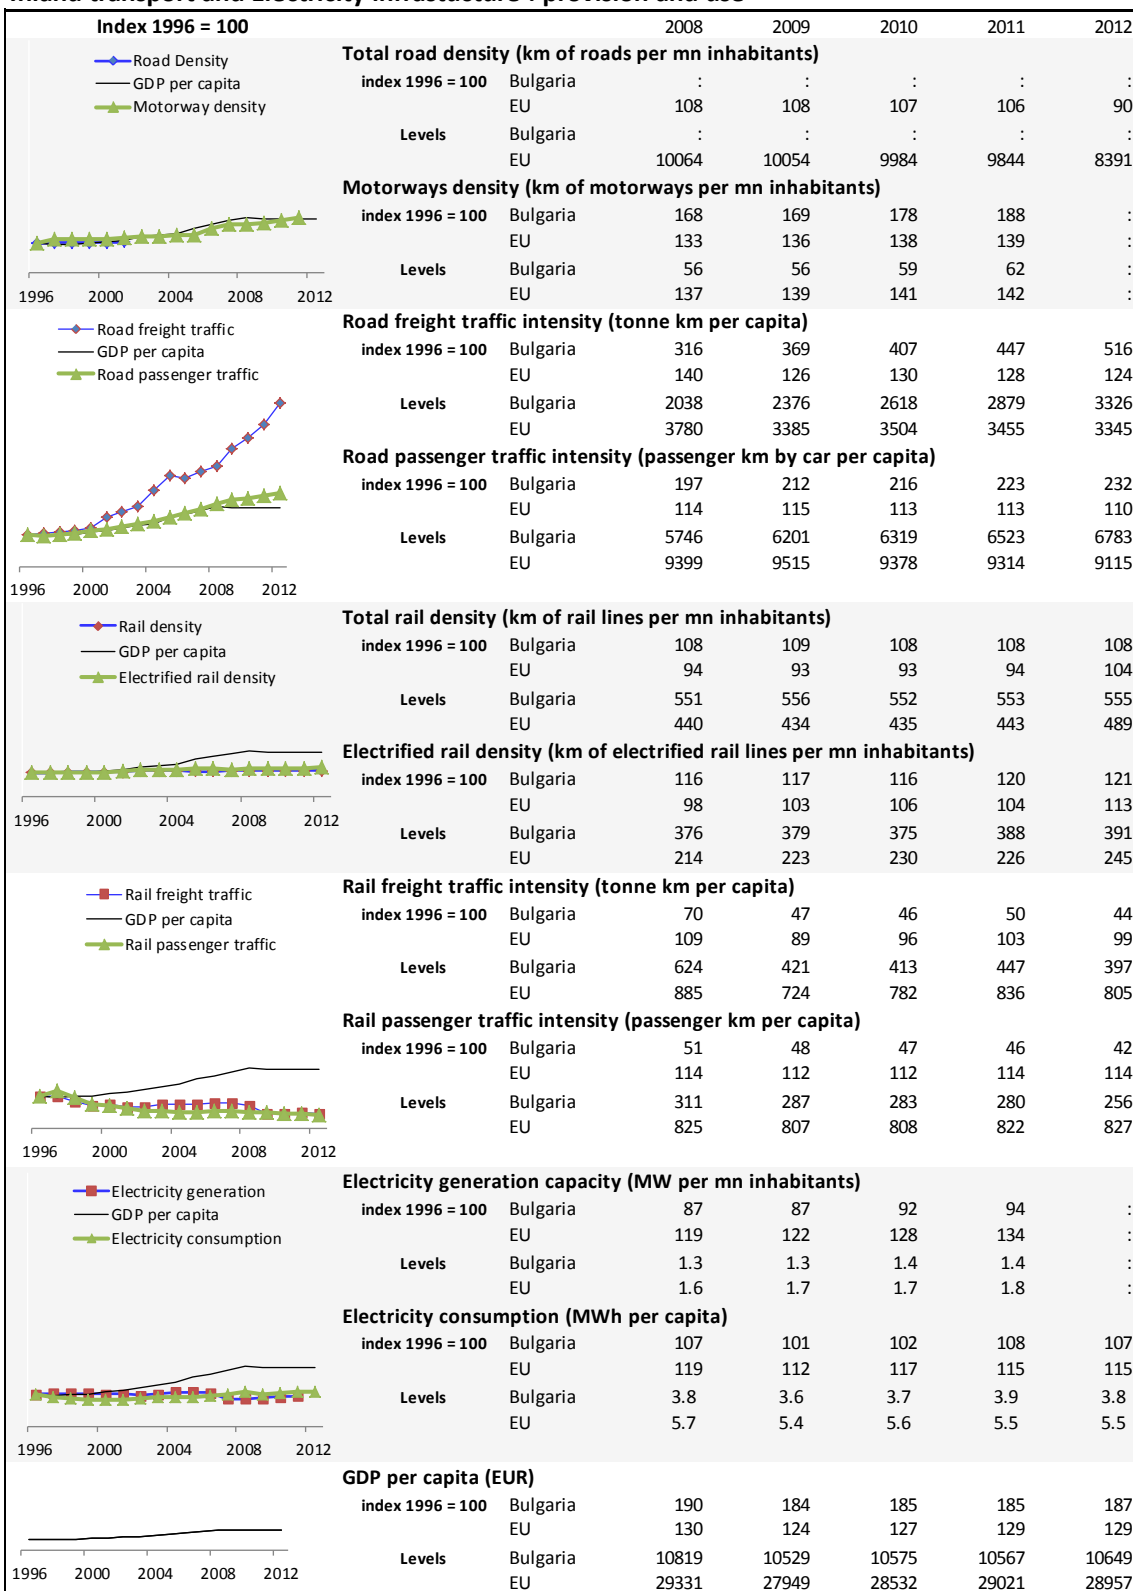 Index 1996 = 100 2008 2009 2010 2011 2012
Road Density
GDP per capita
Motorway density
1996 2000 2004 2008 2012
Total road density (km of roads per mn inhabitants)
index 1996 = 100 Bulgaria : : : : :
EU 108 108 107 106 90
Levels Bulgaria : : : : :
EU 10064 10054 9984 9844 8391
Motorways density (km of motorways per mn inhabitants)
index 1996 = 100 Bulgaria 168 169 178 188 :
EU 133 136 138 139 :
Levels Bulgaria 56 56 59 62 :
EU 137 139 141 142 :
Road freight traffic
GDP per capita
Road passenger traffic
1996 2000 2004 2008 2012
Road freight traffic intensity (tonne km per capita)
index 1996 = 100 Bulgaria 316 369 407 447 516
EU 140 126 130 128 124
Levels Bulgaria 2038 2376 2618 2879 3326
EU 3780 3385 3504 3455 3345
Road passenger traffic intensity (passenger km by car per capita)
index 1996 = 100 Bulgaria 197 212 216 223 232
EU 114 115 113 113 110
Levels Bulgaria 5746 6201 6319 6523 6783
EU 9399 9515 9378 9314 9115
Rail density
GDP per capita
Electrified rail density
1996 2000 2004 2008 2012
Total rail density (km of rail lines per mn inhabitants)
index 1996 = 100 Bulgaria 108 109 108 108 108
EU 94 93 93 94 104
Levels Bulgaria 551 556 552 553 555
EU 440 434 435 443 489
Electrified rail density (km of electrified rail lines per mn inhabitants)
index 1996 = 100 Bulgaria 116 117 116 120 121
EU 98 103 106 104 113
Levels Bulgaria 376 379 375 388 391
EU 214 223 230 226 245
Rail freight traffic
GDP per capita
Rail passenger traffic
1996 2000 2004 2008 2012
Rail freight traffic intensity (tonne km per capita)
index 1996 = 100 Bulgaria 70 47 46 50 44
EU 109 89 96 103 99
Levels Bulgaria 624 421 413 447 397
EU 885 724 782 836 805
Rail passenger traffic intensity (passenger km per capita)
index 1996 = 100 Bulgaria 51 48 47 46 42
EU 114 112 112 114 114
Levels Bulgaria 311 287 283 280 256
EU 825 807 808 822 827
Electricity generation
GDP per capita
Electricity consumption
1996 2000 2004 2008 2012
Electricity generation capacity (MW per mn inhabitants)
index 1996 = 100 Bulgaria 87 87 92 94 :
EU 119 122 128 134 :
Levels Bulgaria 1.3 1.3 1.4 1.4 :
EU 1.6 1.7 1.7 1.8 :
Electricity consumption (MWh per capita)
index 1996 = 100 Bulgaria 107 101 102 108 107
EU 119 112 117 115 115
Levels Bulgaria 3.8 3.6 3.7 3.9 3.8
EU 5.7 5.4 5.6 5.5 5.5
1996 2000 2004 2008 2012
GDP per capita (EUR)
index 1996 = 100 Bulgaria 190 184 185 185 187
EU 130 124 127 129 129
Levels Bulgaria 10819 10529 10575 10567 10649
EU 29331 27949 28532 29021 28957